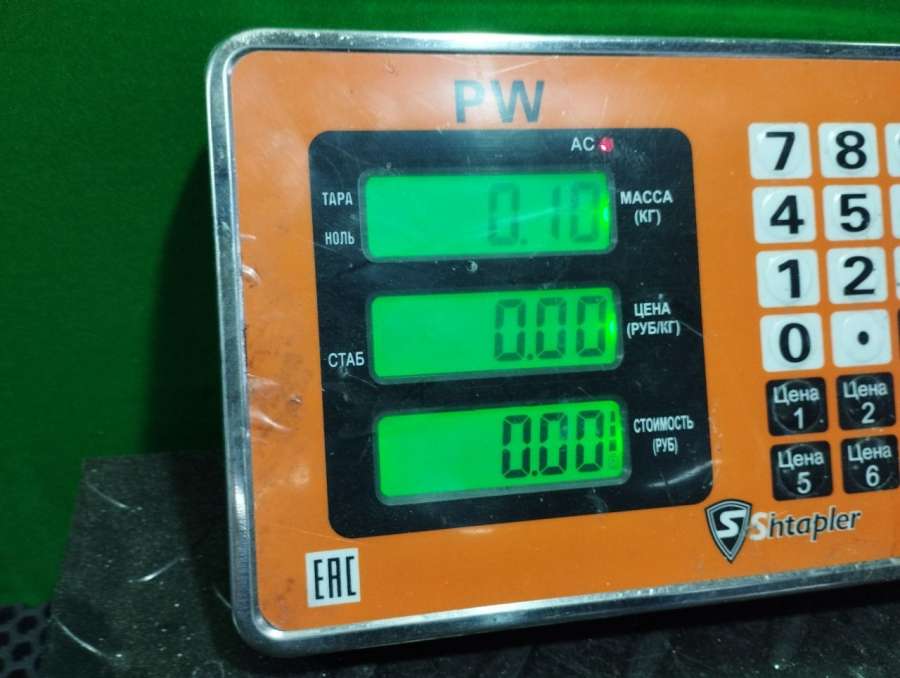 PW
AC
ТАРА
НОЛЬ
0.10
МАССА
(КГ)
0.00
ЦЕНА
(РУБ/КГ)
СТАБ
0.00
СТОИМОСТЬ
(РУБ)
7 8
4 5
1 2
0 .
Цена 1
Цена 2
Цена 5
Цена 6
S Shtapler
EAC